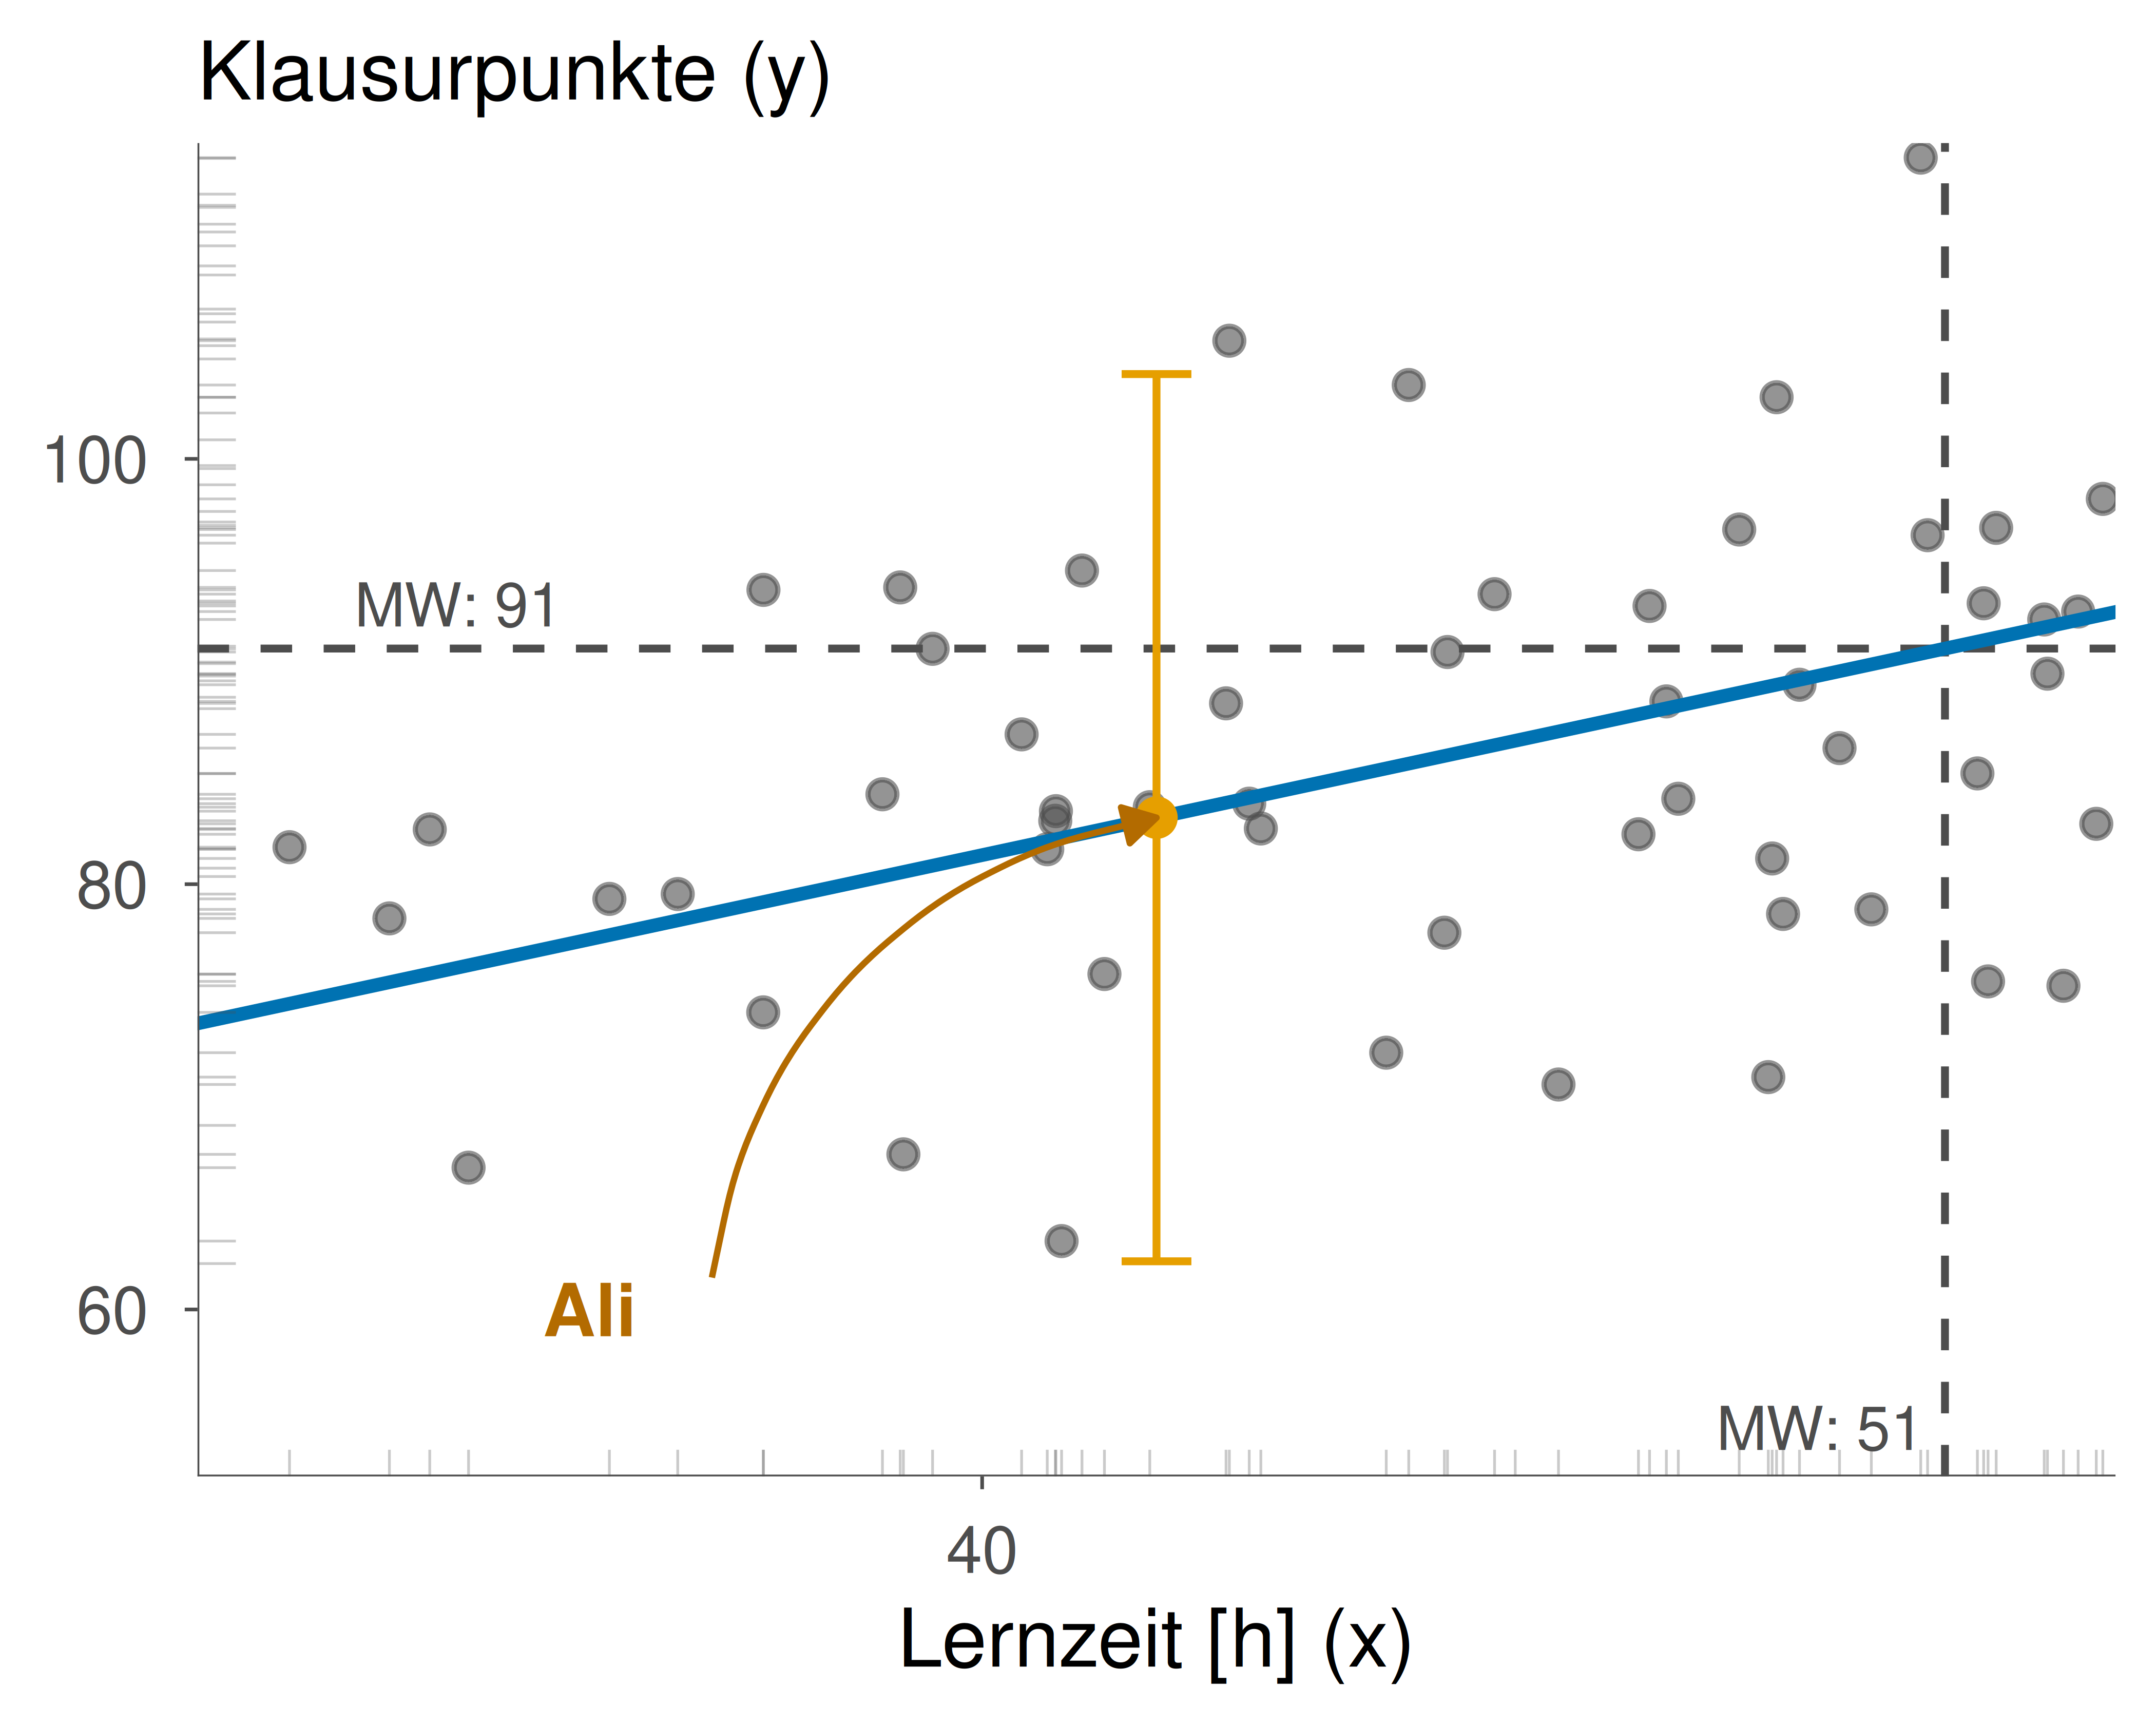 Klausurpunkte (y)
100
MW: 91
80
60
Ali
MW: 51
40
Lernzeit [h] (x)